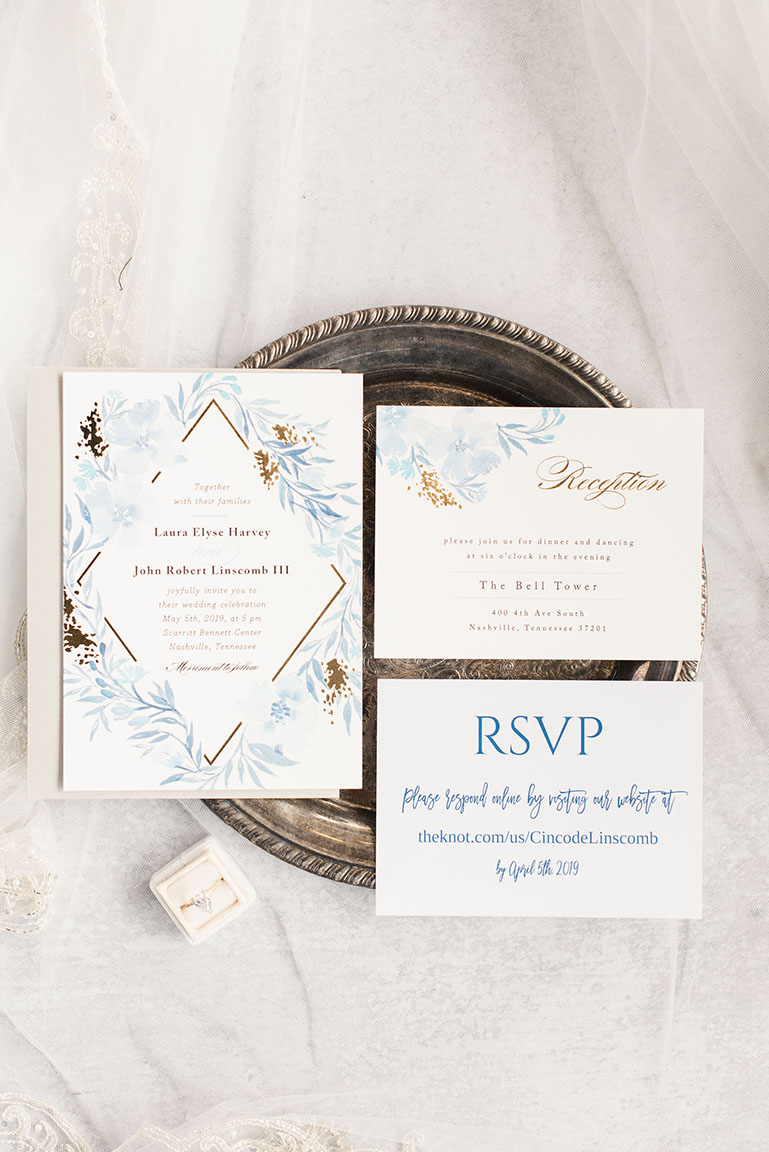 Together
with their families
Laura Elyse Harvey
and
John Robert Linscomb III
joyfully invite you to
their wedding celebration
May 5th, 2019, at 6 pm
Scarritt Bennett Center
Nashville, Tennessee
Merriment to follow
Reception
please join us for dinner and dancing
at six o'clock in the evening
The Bell Tower
400 4th Ave South
Nashville, Tennessee 37201
RSVP
Please respond online by visiting our website at
theknot.com/us/CincodeLinscomb
by April 5th, 2019